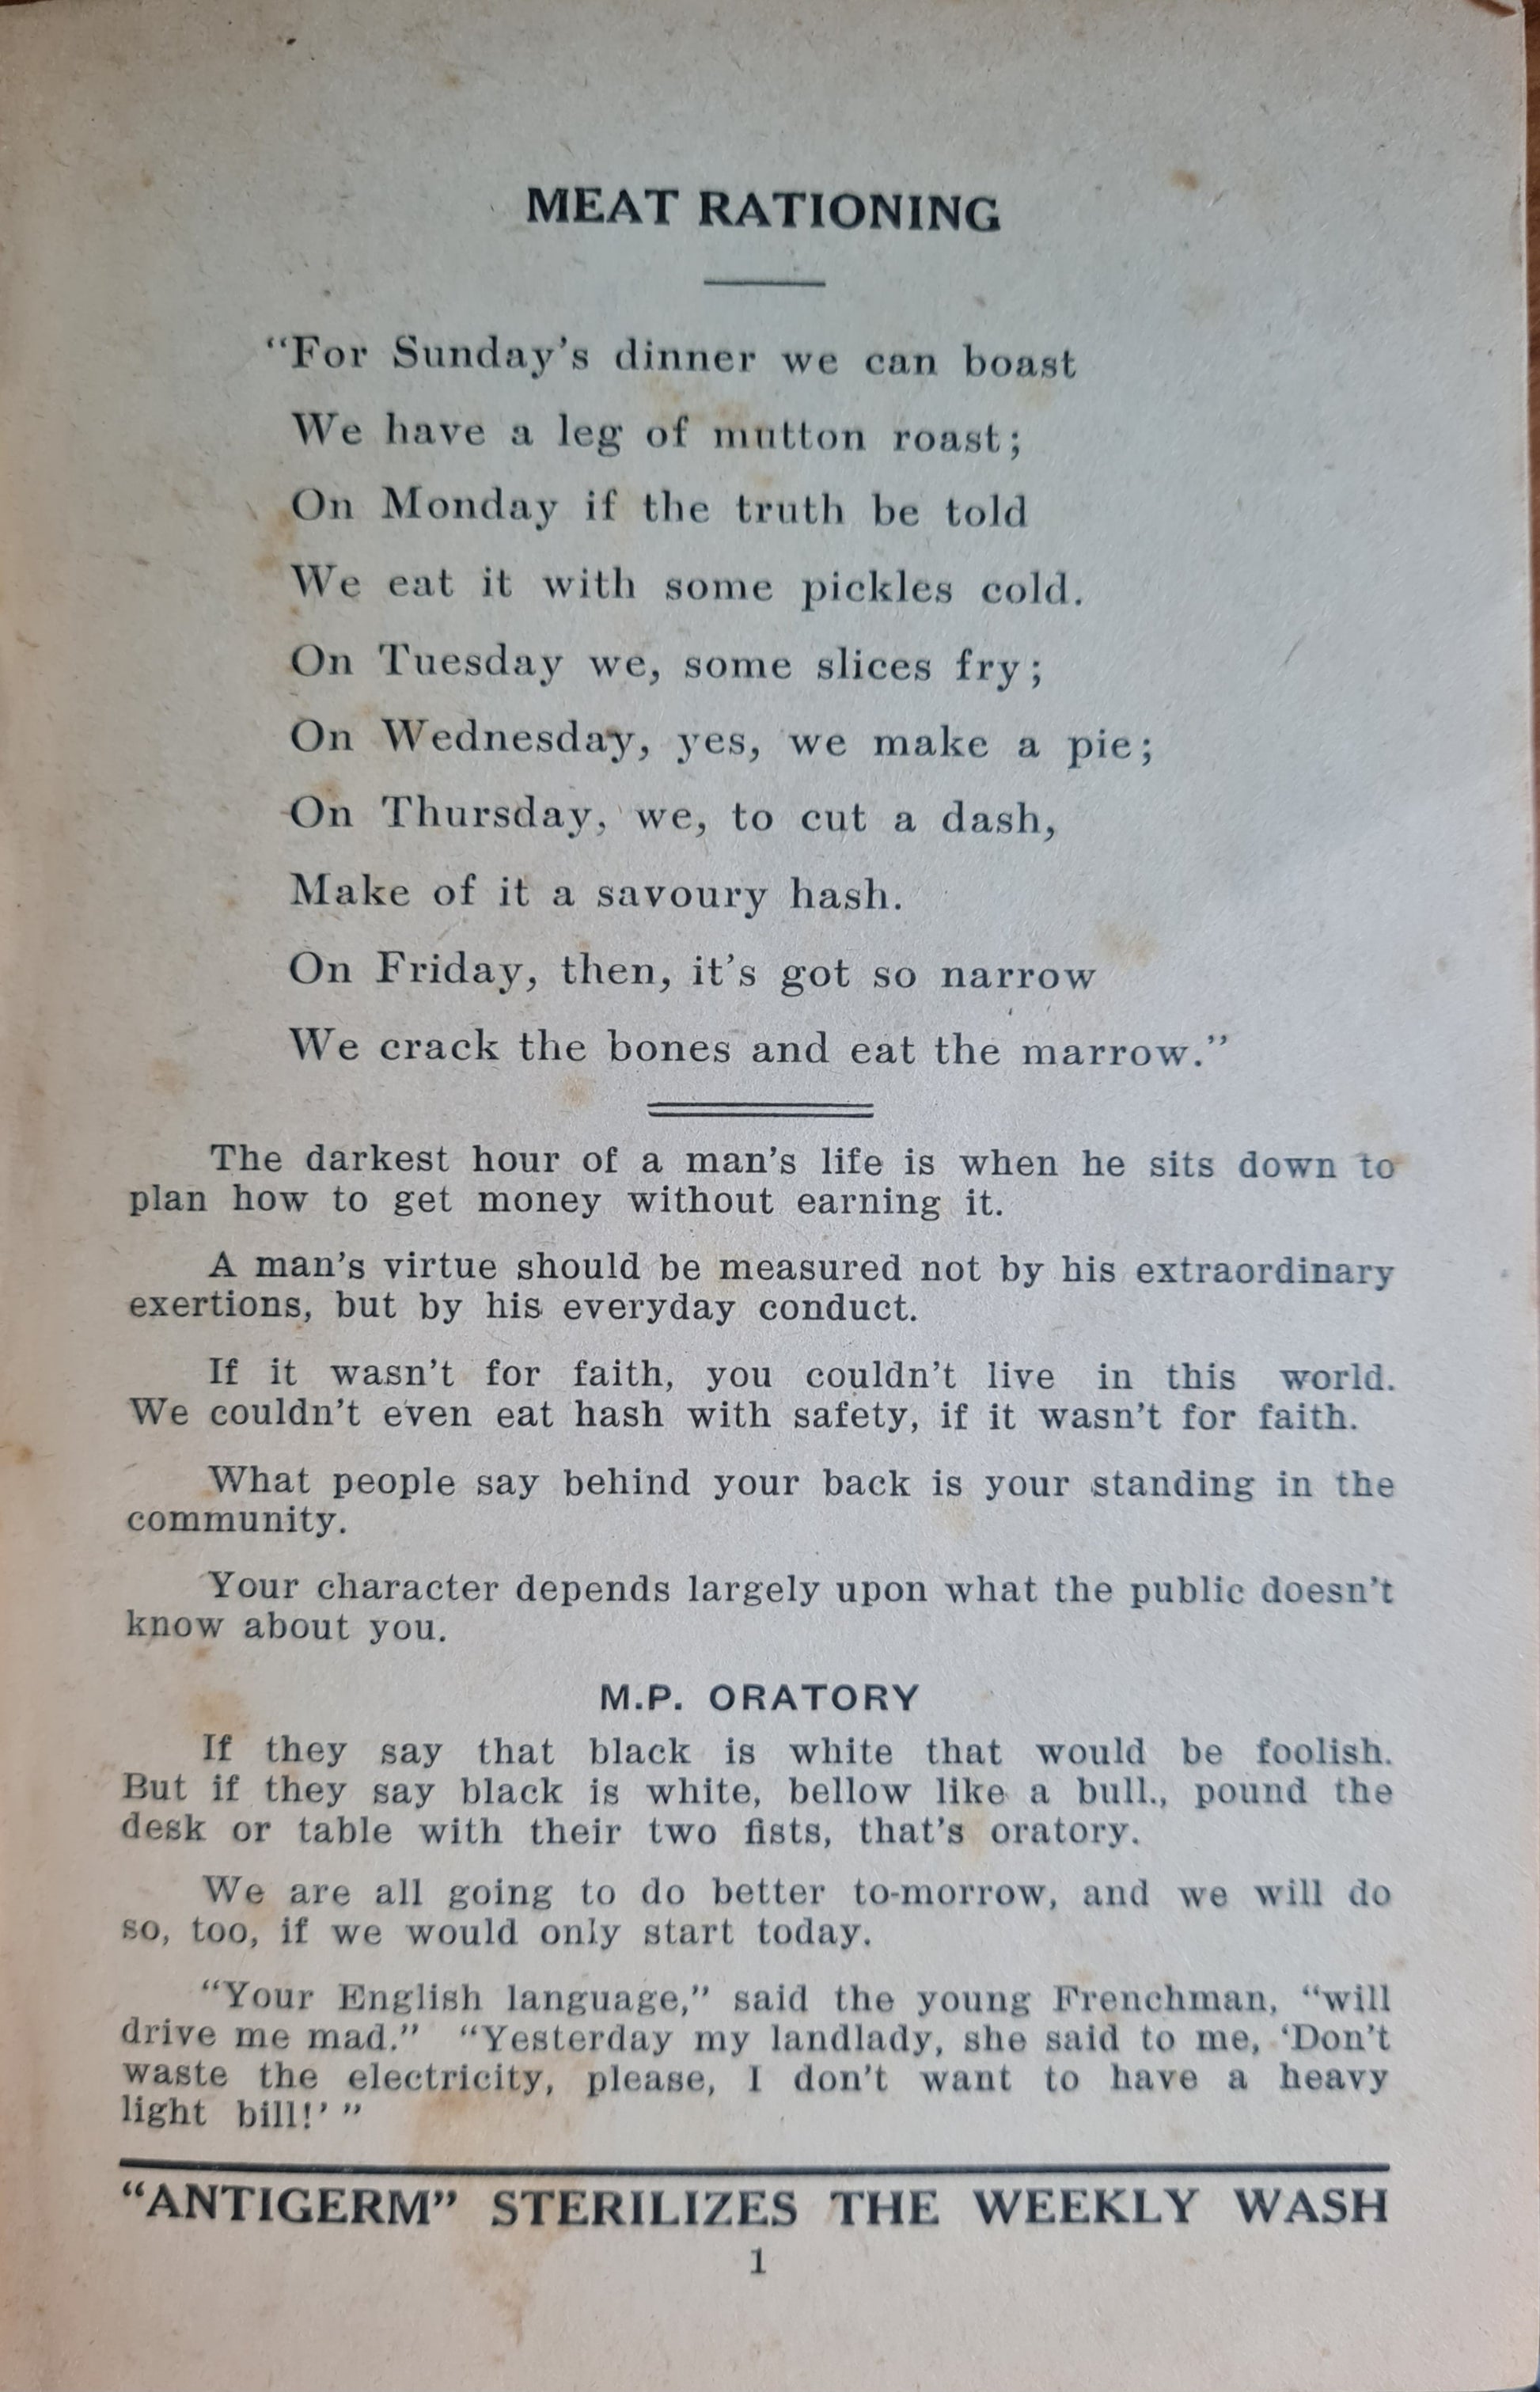 MEAT RATIONING
“For Sunday’s dinner we can boast
We have a leg of mutton roast;
On Monday if the truth be told
We eat it with some pickles cold.
On Tuesday we, some slices fry;
On Wednesday, yes, we make a pie;
On Thursday, we, to cut a dash,
Make of it a savoury hash.
On Friday, then, it’s got so narrow
We crack the bones and eat the marrow.”
The darkest hour of a man’s life is when he sits down to
plan how to get money without earning it.
A man’s virtue should be measured not by his extraordinary
exertions, but by his everyday conduct.
If it wasn’t for faith, you couldn’t live in this world.
We couldn’t even eat hash with safety, if it wasn’t for faith.
What people say behind your back is your standing in the
community.
Your character depends largely upon what the public doesn’t
know about you.
M.P. ORATORY
If they say that black is white that would be foolish.
But if they say black is white, bellow like a bull., pound the
desk or table with their two fists, that’s oratory.
We are all going to do better to-morrow, and we will do
so, too, if we would only start today.
“Your English language,” said the young Frenchman, “will
drive me mad.” “Yesterday my landlady, she said to me, ‘Don’t
waste the electricity, please, I don’t want to have a heavy
light bill!’ ”
“ANTIGERM” STERILIZES THE WEEKLY WASH
1